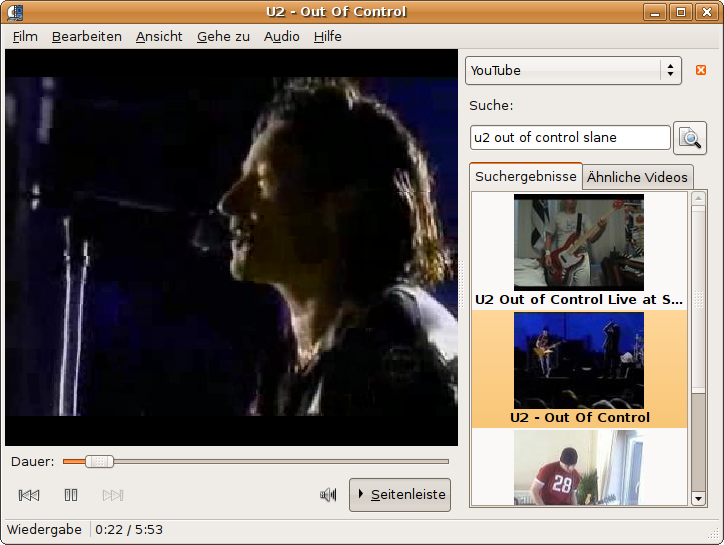 U2 - Out Of Control
Film Bearbeiten Ansicht Gehe zu Audio Hilfe
YouTube
Suche:
u2 out of control slane
Suchergebnisse Ähnliche Videos
U2 Out of Control Live at S...
U2 - Out Of Control
28
Dauer:
Seitenleiste
Wiedergabe 0:22 / 5:53